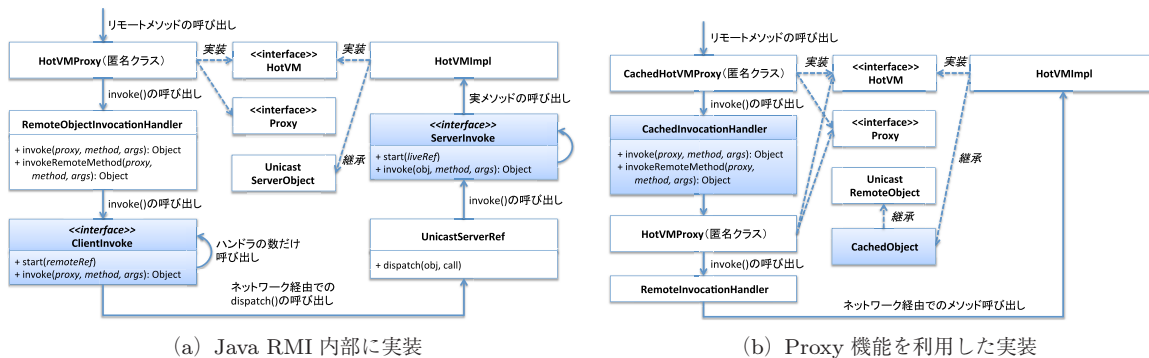 リモートメソッドの呼び出し
HotVMProxy（匿名クラス）
実装
<<interface>>
HotVM
実装
HotVMImpl
invoke()の呼び出し
<<interface>>
Proxy
実メソッドの呼び出し
RemoteObjectInvocationHandler
+ invoke(proxy, method, args): Object
+ invokeRemoteMethod(proxy,
method, args): Object
Unicast
ServerObject
継承
<<interface>>
ServerInvoke
+ start(liveRef)
+ invoke(obj, method, args): Object
invoke()の呼び出し
invoke()の呼び出し
<<interface>>
ClientInvoke
+ start(remoteRef)
+ invoke(proxy, method, args): Object
ハンドラの数だけ
呼び出し
UnicastServerRef
+ dispatch(obj, call)
ネットワーク経由での
dispatch()の呼び出し
(a) Java RMI 内部に実装
リモートメソッドの呼び出し
CachedHotVMProxy（匿名クラス）
実装
<<interface>>
HotVM
実装
HotVMImpl
invoke()の呼び出し
<<interface>>
Proxy
CachedInvocationHandler
+ invoke(proxy, method, args): Object
+ invokeRemoteMethod(proxy,
method, args): Object
継承
Unicast
RemoteObject
継承
CachedObject
invoke()の呼び出し
HotVMProxy（匿名クラス）
invoke()の呼び出し
RemoteInvocationHandler
ネットワーク経由でのメソッド呼び出し
(b) Proxy 機能を利用した実装